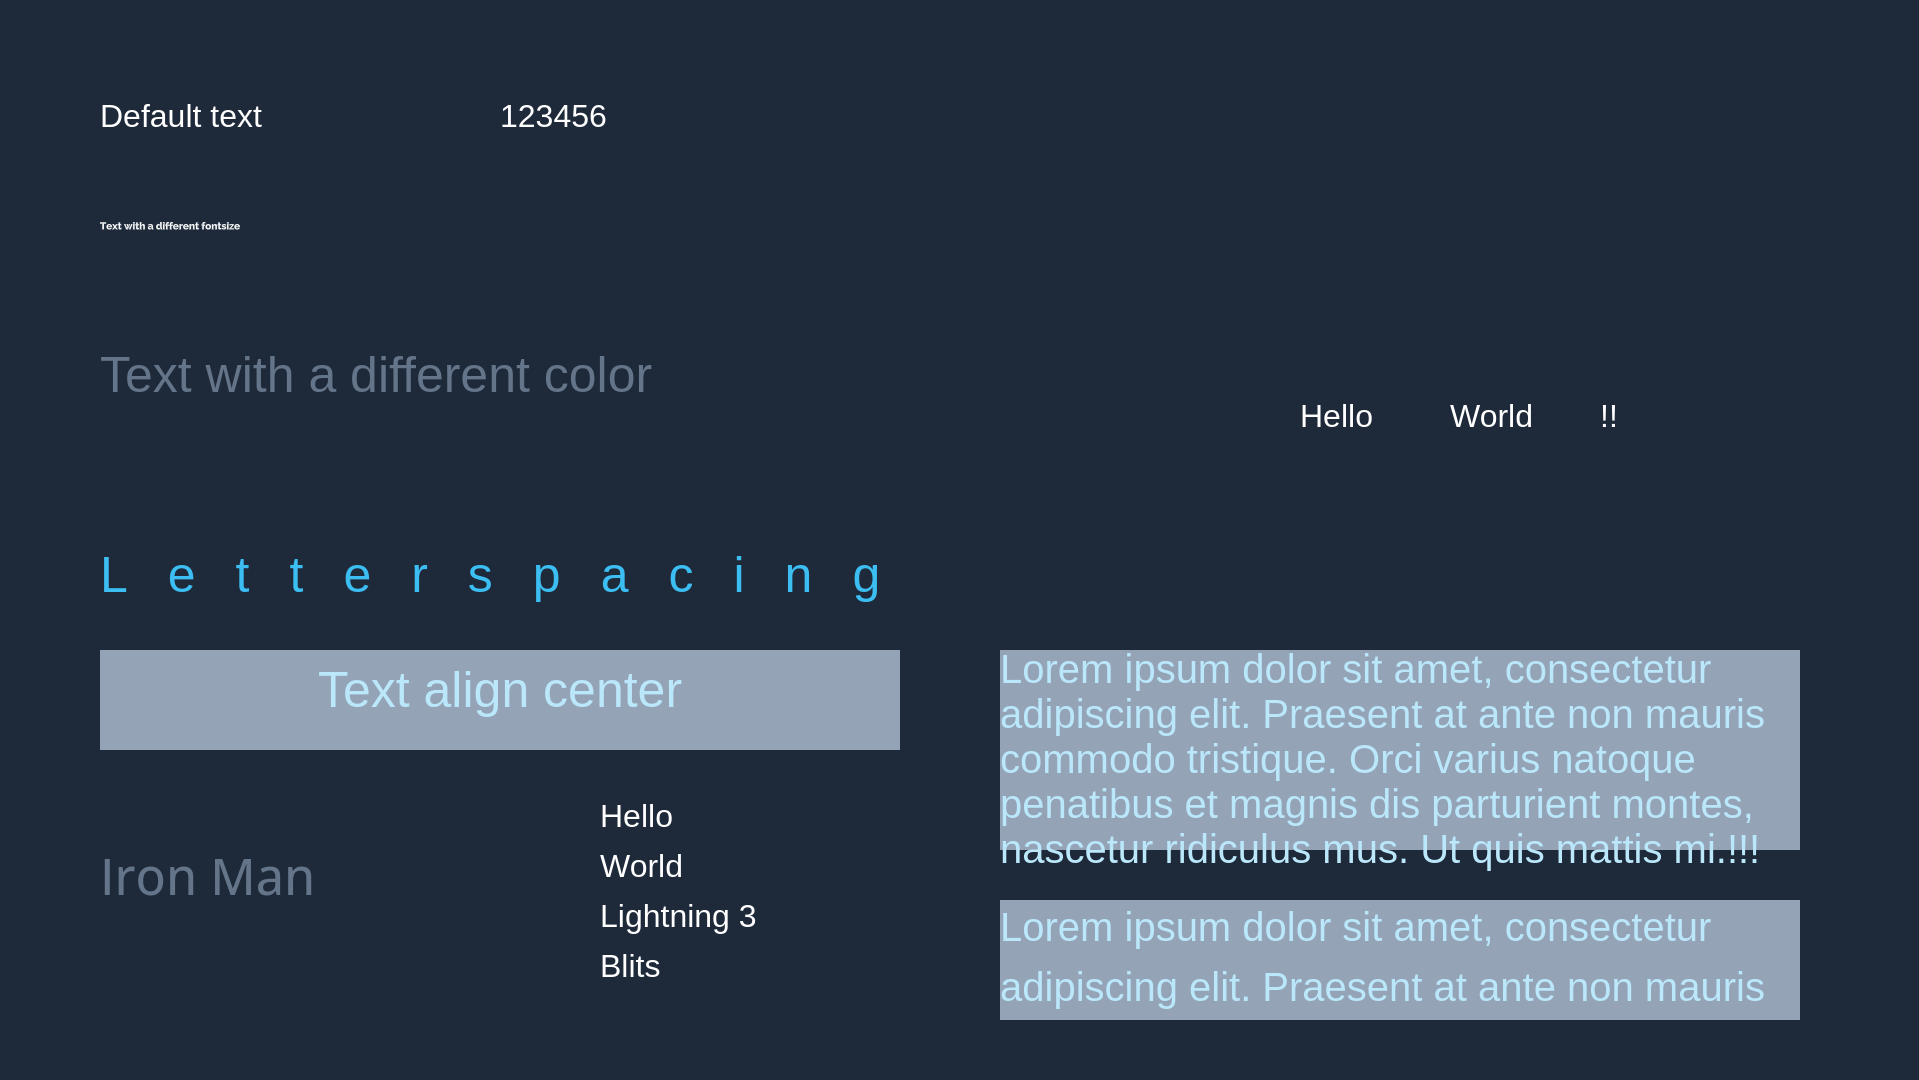 Default text
123456
Text with a different fontsize
Text with a different color
Hello
World
!!
Letterspacing
Text align center
Lorem ipsum dolor sit amet, consectetur
adipiscing elit. Praesent at ante non mauris
commodo tristique. Orci varius natoque
penatibus et magnis dis parturient montes,
nascetur ridiculus mus. Ut quis mattis mi.!!!
Hello
World
Lightning 3
Blits
Iron Man
Lorem ipsum dolor sit amet, consectetur
adipiscing elit. Praesent at ante non mauris